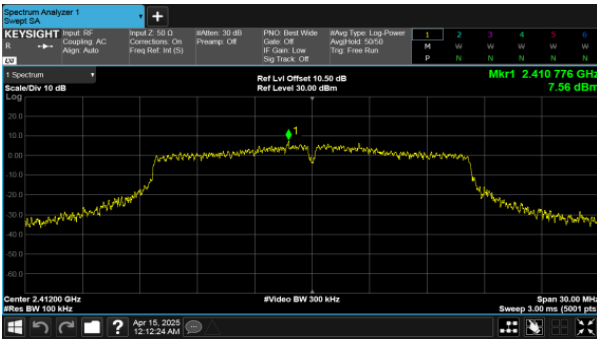 Spectrum Analyzer 1
Swept SA
+
KEYSIGHT
R
LXI
Input: RF
Coupling: AC
Align: Auto
Input Z: 50 Ω
Corrections: On
Freq Ref: Int (S)
#Atten: 30 dB
Preamp: Off
PNO: Best Wide
Gate: Off
IF Gain: Low
Sig Track: Off
#Avg Type: Log-Power
Avg|Hold: 50/50
Trig: Free Run
1 2 3 4 5 6
M W W W W W
P N N N N N
1 Spectrum
Scale/Div 10 dB
Ref Lvl Offset 10.50 dB
Ref Level 30.00 dBm
Mkr1 2.410 776 GHz
7.56 dBm
Log
20.0
10.0
0.00
-10.0
-20.0
-30.0
-40.0
-50.0
-60.0
1
Center 2.41200 GHz
#Res BW 100 kHz
#Video BW 300 kHz
Span 30.00 MHz
Sweep 3.00 ms (5001 pts)
?
Apr 15, 2025
12:12:24 AM